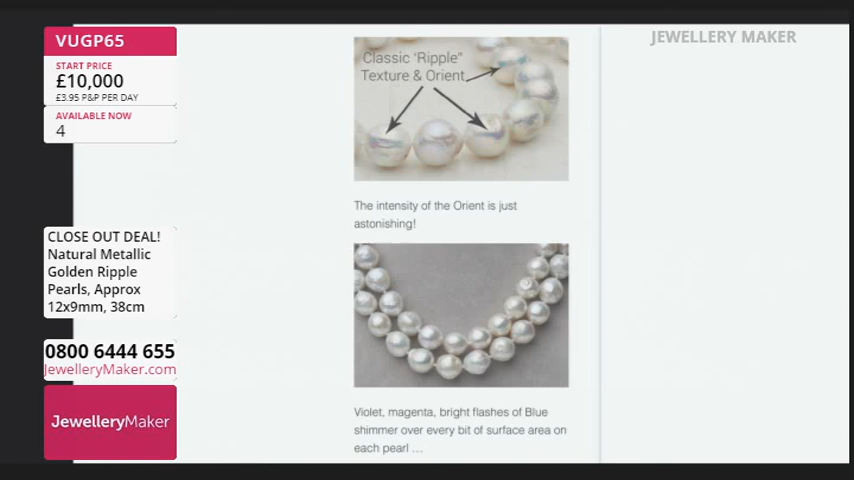 VUGP65
START PRICE
£10,000
£3.95 P&P PER DAY
AVAILABLE NOW
4
CLOSE OUT DEAL!
Natural Metallic
Golden Ripple
Pearls, Approx
12x9mm, 38cm
0800 6444 655
JewelleryMaker.com
JewelleryMaker
Classic 'Ripple"
Texture & Orient
The intensity of the Orient is just
astonishing!
Violet, magenta, bright flashes of Blue
shimmer over every bit of surface area on
each pearl ...
JEWELLERY MAKER